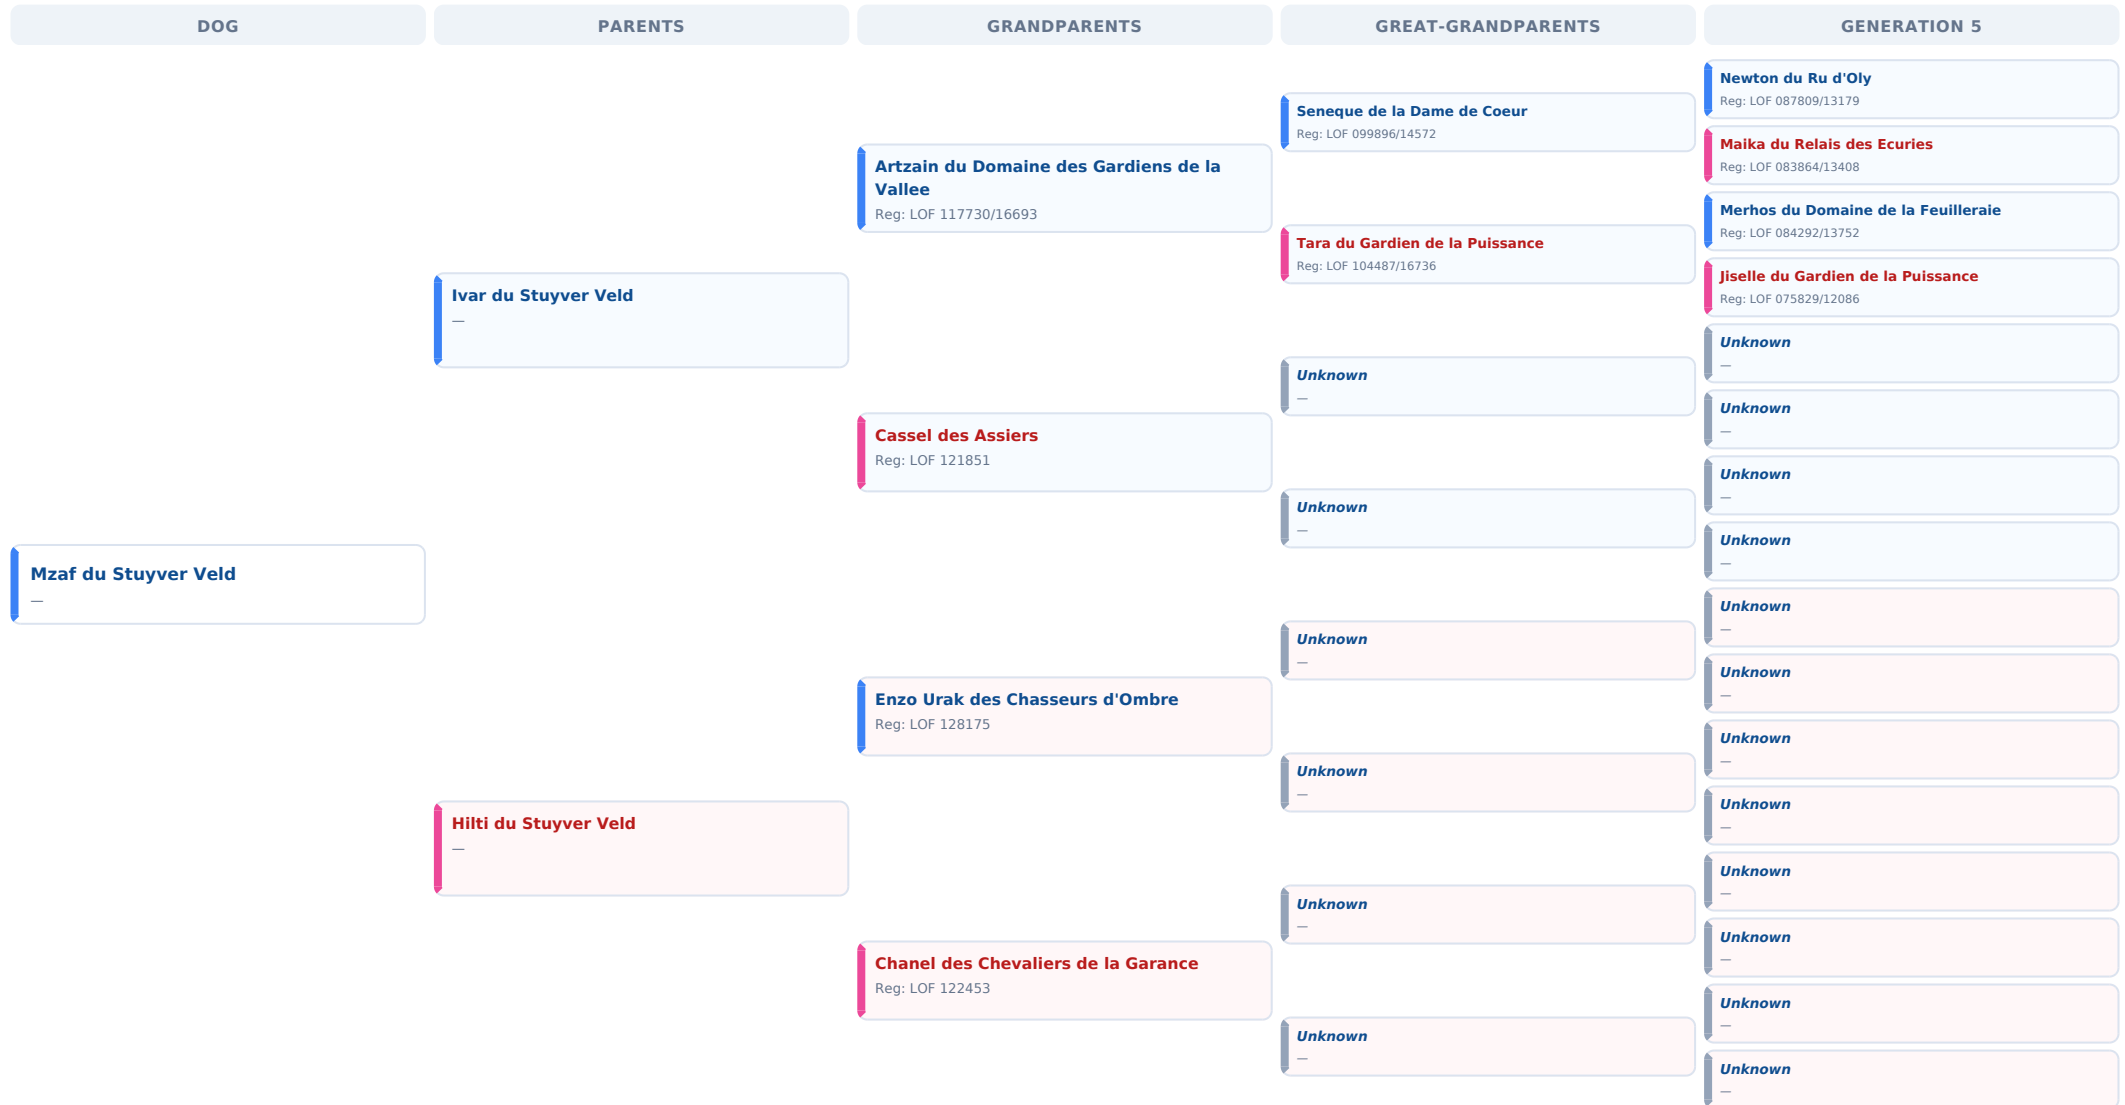 DOG
PARENTS
GRANDPARENTS
GREAT-GRANDPARENTS
GENERATION 5
Mzaf du Stuyver Veld
—
Ivar du Stuyver Veld
—
Hilti du Stuyver Veld
—
Artzain du Domaine des Gardiens de la
Vallee
Reg: LOF 117730/16693
Cassel des Assiers
Reg: LOF 121851
Enzo Urak des Chasseurs d'Ombre
Reg: LOF 128175
Chanel des Chevaliers de la Garance
Reg: LOF 122453
Seneque de la Dame de Coeur
Reg: LOF 099896/14572
Tara du Gardien de la Puissance
Reg: LOF 104487/16736
Unknown
—
Unknown
—
Unknown
—
Unknown
—
Unknown
—
Unknown
—
Newton du Ru d'Oly
Reg: LOF 087809/13179
Maika du Relais des Ecuries
Reg: LOF 083864/13408
Merhos du Domaine de la Feuilleraie
Reg: LOF 084292/13752
Jiselle du Gardien de la Puissance
Reg: LOF 075829/12086
Unknown
—
Unknown
—
Unknown
—
Unknown
—
Unknown
—
Unknown
—
Unknown
—
Unknown
—
Unknown
—
Unknown
—
Unknown
—
Unknown
—